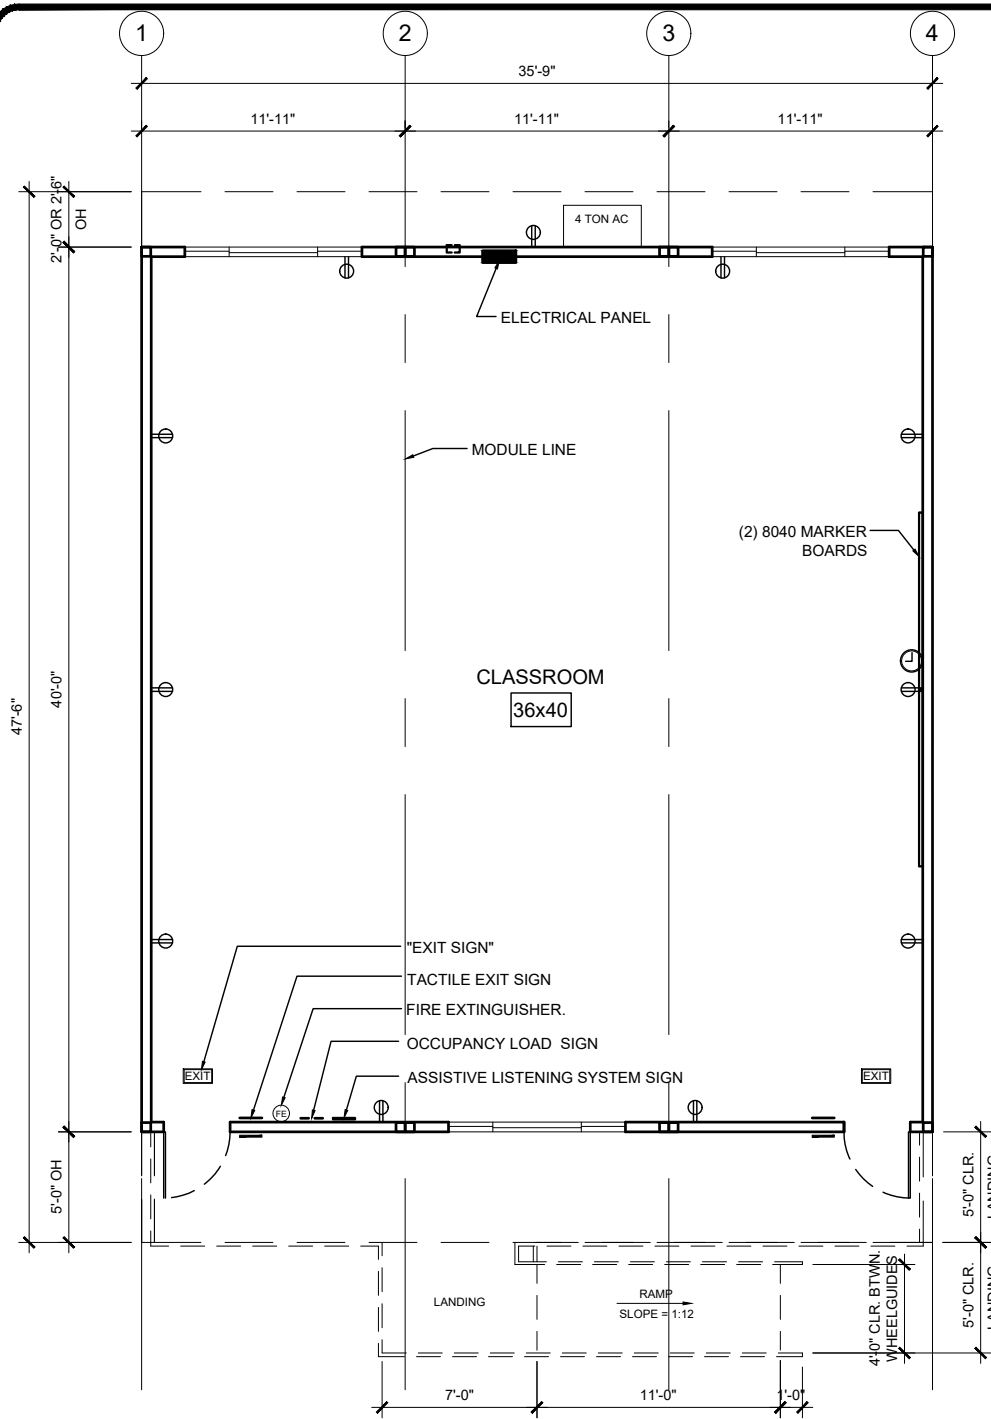 1
2
3
4
35'-9"
11'-11"
11'-11"
11'-11"
2'-0" OR 2'-6"
OH
4 TON AC
ELECTRICAL PANEL
MODULE LINE
(2) 8040 MARKER
BOARDS
CLASSROOM
36x40
47'-6"
40'-0"
"EXIT SIGN"
TACTILE EXIT SIGN
FIRE EXTINGUISHER.
OCCUPANCY LOAD SIGN
ASSISTIVE LISTENING SYSTEM SIGN
EXIT
EXIT
FE
5'-0" OH
5'-0" CLR.
LANDING
4'-0" CLR. BTWN.
WHEELGUIDES
5'-0" CLR.
LANDING
LANDING
RAMP
SLOPE = 1:12
7'-0"
11'-0"
1'-0"